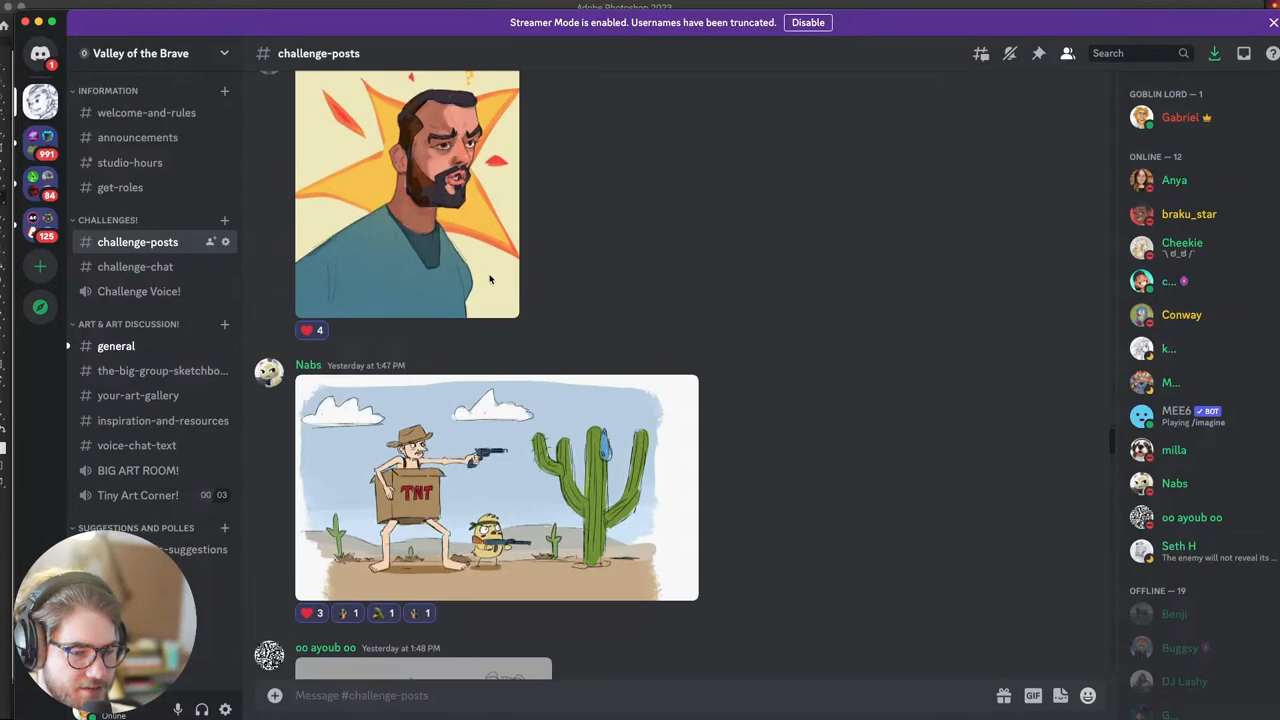 Adobe Photoshop 2023
Streamer Mode is enabled. Usernames have been truncated.
Disable
1
991
84
125
Valley of the Brave
INFORMATION
welcome-and-rules
announcements
studio-hours
get-roles
CHALLENGES!
challenge-posts
challenge-chat
Challenge Voice!
ART & ART DISCUSSION!
general
the-big-group-sketchbo...
your-art-gallery
inspiration-and-resources
voice-chat-text
BIG ART ROOM!
Tiny Art Corner! 00 03
SUGGESTIONS AND POLLES
-suggestions
Online
challenge-posts
Search
4
Nabs Yesterday at 1:47 PM
TNT
3 1 1 1
oo ayoub oo Yesterday at 1:48 PM
Message #challenge-posts
GIF
GOBLIN LORD — 1
Gabriel
ONLINE — 12
Anya
braku_star
Cheekie
c...
Conway
k...
M...
MEE6 BOT
Playing /imagine
milla
Nabs
oo ayoub oo
Seth H
The enemy will not reveal its ...
OFFLINE — 19
Benji
Buggsy
DJ Lashy
G...